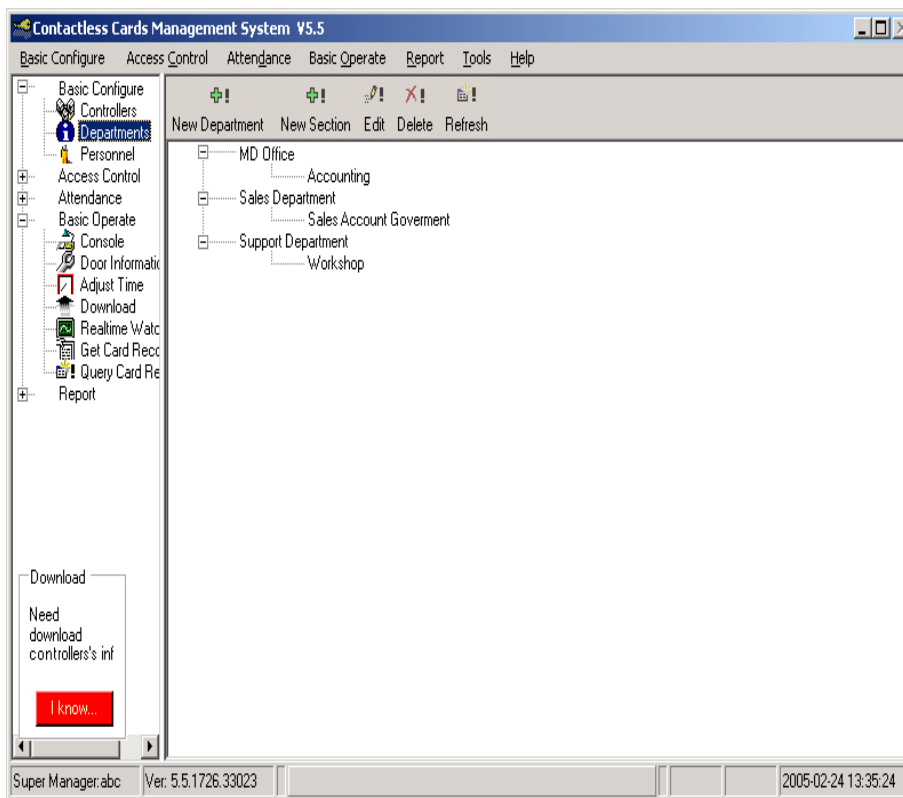 Contactless Cards Management System V5.5
Basic Configure Access Control Attendance Basic Operate Report Tools Help
Basic Configure
Controllers
Departments
Personnel
Access Control
Attendance
Basic Operate
Console
Door Informatic
Adjust Time
Download
Realtime Watc
Get Card Recc
Query Card Re
Report
New Department New Section Edit Delete Refresh
MD Office
Accounting
Sales Department
Sales Account Goverment
Support Department
Workshop
Download
Need
download
controllers's inf
I know...
Super Manager:abc Ver: 5.5.1726.33023 2005-02-24 13:35:24